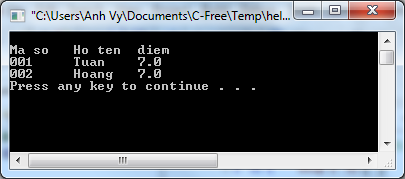 "C:\Users\Anh Vy\Documents\C-Free\Temp\hel...
Ma so Ho ten diem
001 Tuan 7.0
002 Hoang 7.0
Press any key to continue . . .